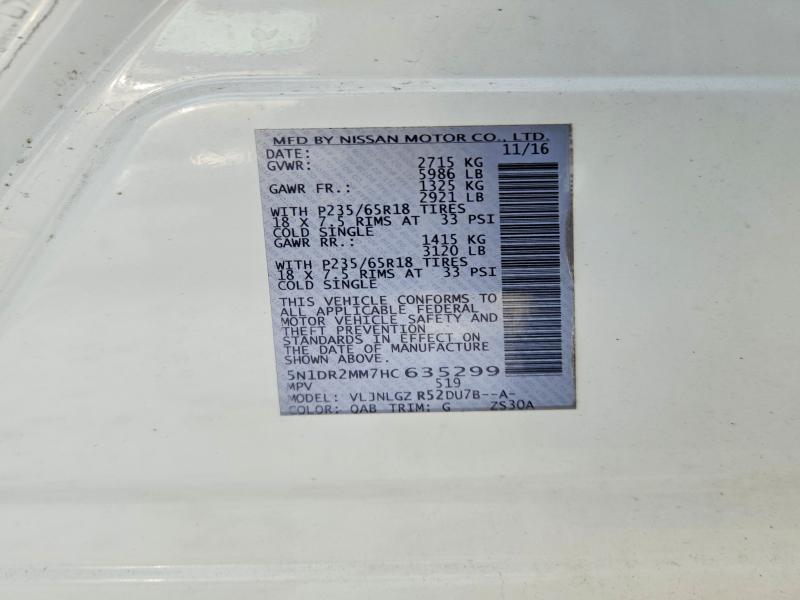 MFD BY NISSAN MOTOR CO., LTD.
DATE: 11/16
GVWR: 2715 KG
5986 LB
GAWR FR.: 1325 KG
2921 LB
WITH P235/65R18 TIRES
18 X 7.5 RIMS AT 33 PSI
COLD SINGLE
GAWR RR.: 1415 KG
3120 LB
WITH P235/65R18 TIRES
18 X 7.5 RIMS AT 33 PSI
COLD SINGLE
THIS VEHICLE CONFORMS TO
ALL APPLICABLE FEDERAL
MOTOR VEHICLE SAFETY AND
THEFT PREVENTION
STANDARDS IN EFFECT ON
THE DATE OF MANUFACTURE
SHOWN ABOVE.
5N1DR2MM7HC635299
MPV 519
MODEL: VLJNLGZ R52DU7B--A-
COLOR: QAB TRIM: G ZS30A